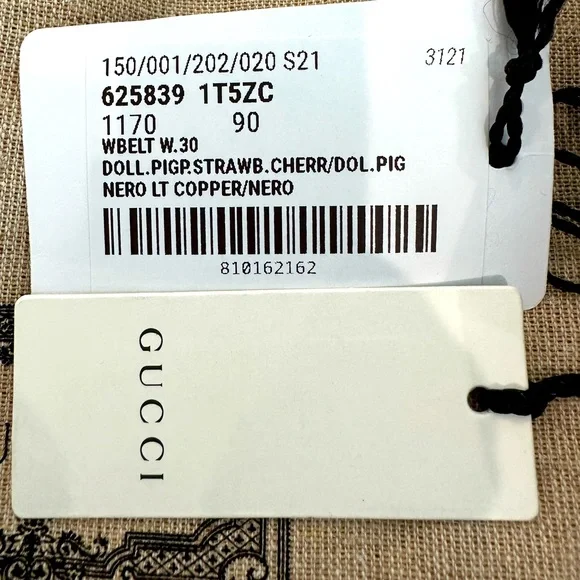 150/001/202/020 S21 3121
625839 1T5ZC
1170 90
WBELT W.30
DOLL.PIGP.STRAWB.CHERR/DOL.PIG
NERO LT COPPER/NERO
810162162
GUCCI